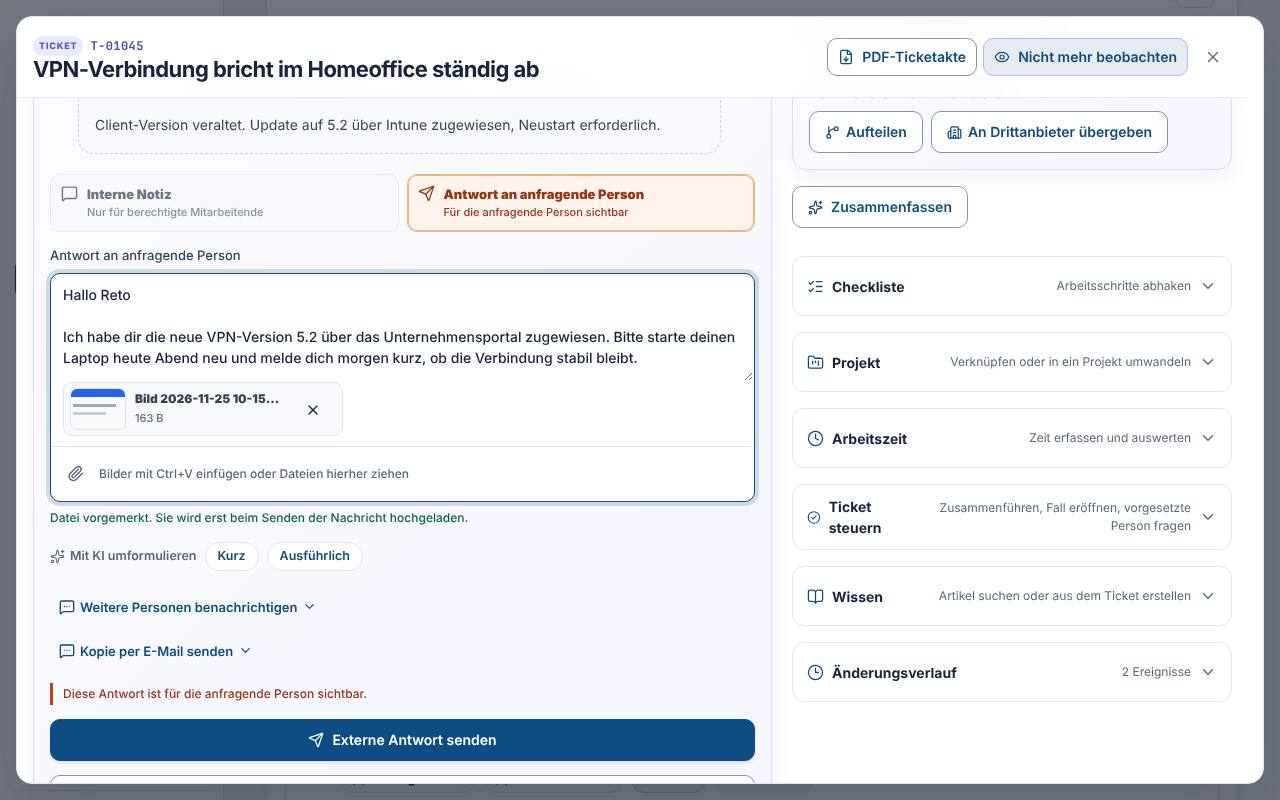 TICKET T-01045
VPN-Verbindung bricht im Homeoffice ständig ab
PDF-Ticketakte
Nicht mehr beobachten
Client-Version veraltet. Update auf 5.2 über Intune zugewiesen, Neustart erforderlich.
Interne Notiz
Nur für berechtigte Mitarbeitende
Antwort an anfragende Person
Für die anfragende Person sichtbar
Antwort an anfragende Person
Hallo Reto
Ich habe dir die neue VPN-Version 5.2 über das Unternehmensportal zugewiesen. Bitte starte deinen
Laptop heute Abend neu und melde dich morgen kurz, ob die Verbindung stabil bleibt.
Bild 2026-11-25 10-15...
163 B
Bilder mit Ctrl+V einfügen oder Dateien hierher ziehen
Datei vorgemerkt. Sie wird erst beim Senden der Nachricht hochgeladen.
Mit KI umformulieren
Kurz
Ausführlich
Weitere Personen benachrichtigen
Kopie per E-Mail senden
Diese Antwort ist für die anfragende Person sichtbar.
Externe Antwort senden
Aufteilen
An Drittanbieter übergeben
Zusammenfassen
Checkliste
Arbeitsschritte abhaken
Projekt
Verknüpfen oder in ein Projekt umwandeln
Arbeitszeit
Zeit erfassen und auswerten
Ticket
steuern
Zusammenführen, Fall eröffnen, vorgesetzte
Person fragen
Wissen
Artikel suchen oder aus dem Ticket erstellen
Änderungsverlauf
2 Ereignisse